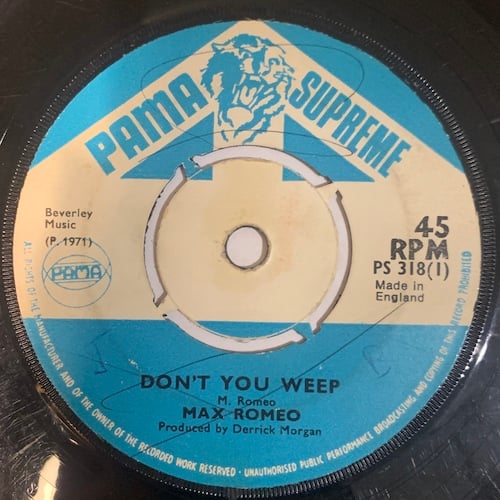 PAMA SUPREME
Beverley
Music
(P. 1971)
PAMA
45
RPM
PS 318(1)
Made in
England
DON'T YOU WEEP
M. Romeo
MAX ROMEO
Produced by Derrick Morgan
ALL RIGHTS OF THE MANUFACTURER AND OF THE OWNER OF THE RECORDED WORK RESERVED - UNAUTHORISED PUBLIC PERFORMANCE BROADCASTING AND COPYING OF THIS RECORD PROHIBITED